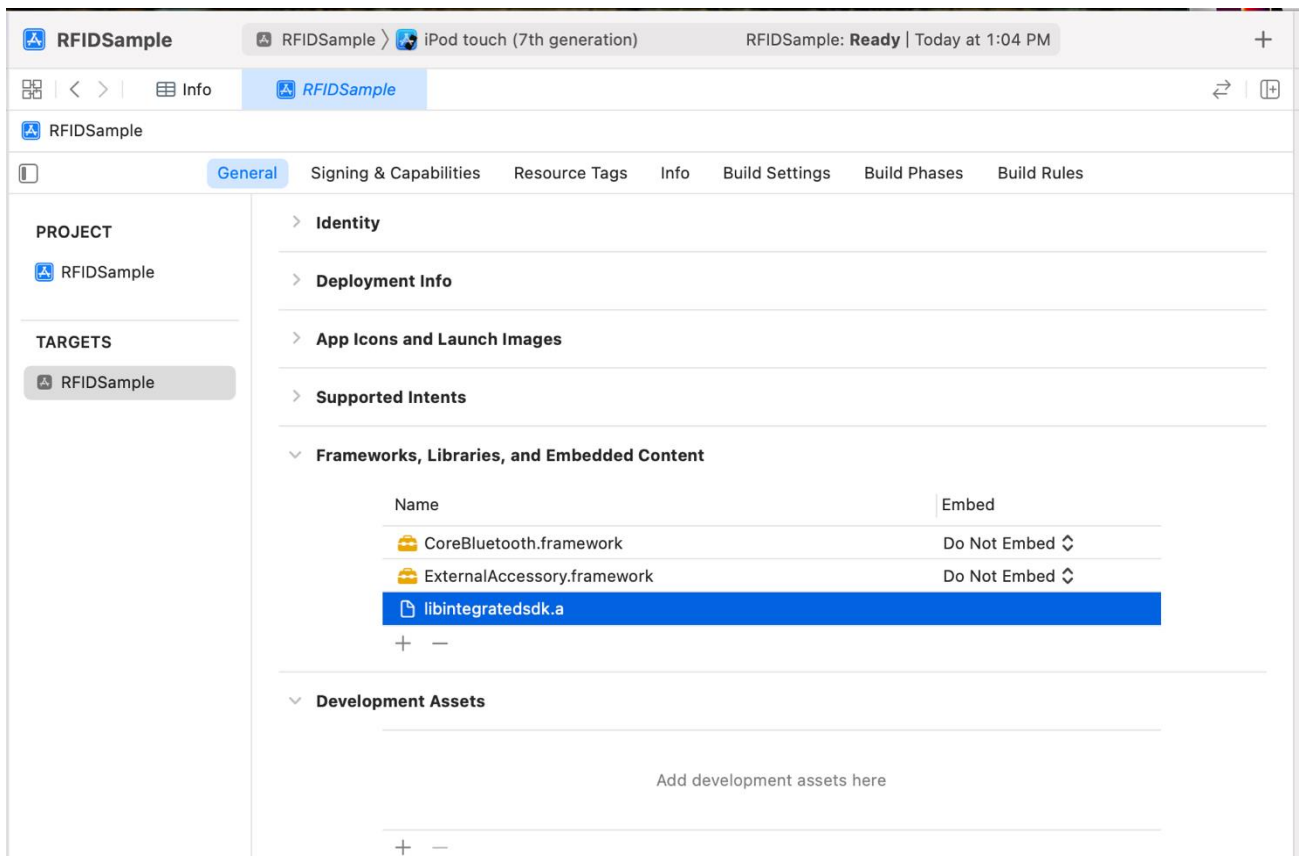 RFIDSample RFIDSample 〉 iPod touch (7th generation) RFIDSample: Ready | Today at 1:04 PM
Info RFIDSample
RFIDSample
General Signing & Capabilities Resource Tags Info Build Settings Build Phases Build Rules
PROJECT
RFIDSample
TARGETS
RFIDSample
Identity
Deployment Info
App Icons and Launch Images
Supported Intents
Frameworks, Libraries, and Embedded Content
Name Embed
CoreBluetooth.framework Do Not Embed
ExternalAccessory.framework Do Not Embed
libintegratedsdk.a
Development Assets
Add development assets here